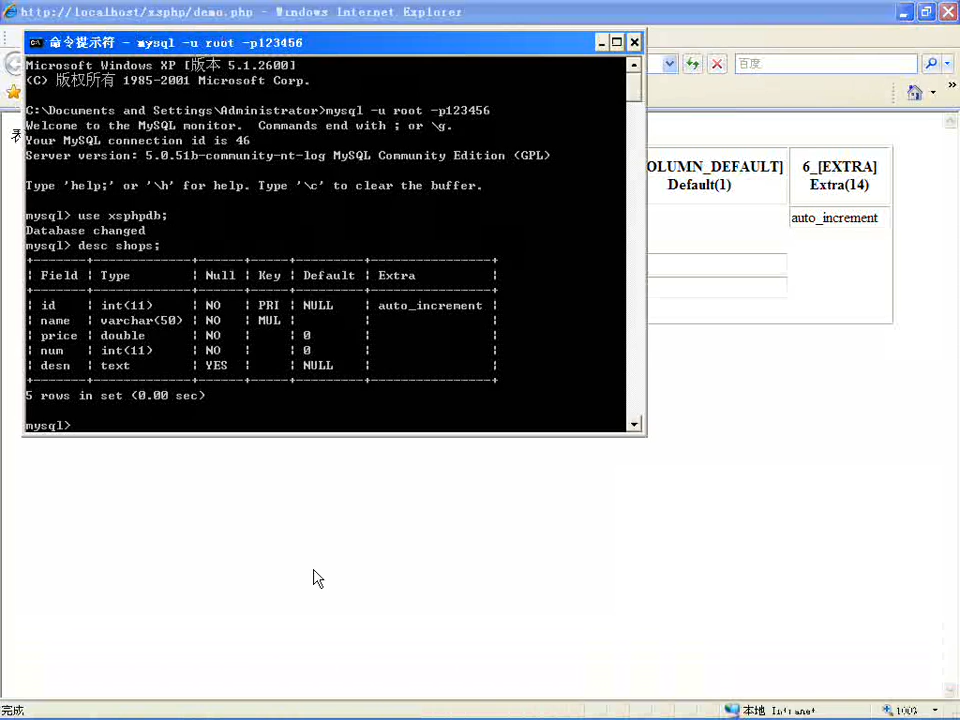 http://localhost/xsphp/demo.php - Windows Internet Explorer
命令提示符 - mysql -u root -p123456
Microsoft Windows XP [版本 5.1.2600]
(C) 版权所有 1985-2001 Microsoft Corp.
C:\Documents and Settings\Administrator>mysql -u root -p123456
Welcome to the MySQL monitor.  Commands end with ; or \g.
Your MySQL connection id is 46
Server version: 5.0.51b-community-nt-log MySQL Community Edition (GPL)
Type 'help;' or '\h' for help. Type '\c' to clear the buffer.
mysql> use xsphpdb;
Database changed
mysql> desc shops;
+-------+-------------+------+-----+---------+----------------+
| Field | Type        | Null | Key | Default | Extra          |
+-------+-------------+------+-----+---------+----------------+
| id    | int(11)     | NO   | PRI | NULL    | auto_increment |
| name  | varchar(50) | NO   | MUL |         |                |
| price | double      | NO   |     | 0       |                |
| num   | int(11)     | NO   |     | 0       |                |
| desn  | text        | YES  |     | NULL    |                |
+-------+-------------+------+-----+---------+----------------+
5 rows in set (0.00 sec)
mysql>
百度
OLUMN_DEFAULT]
Default(1)
6_[EXTRA]
Extra(14)
auto_increment
完成
本地 Intranet
100%